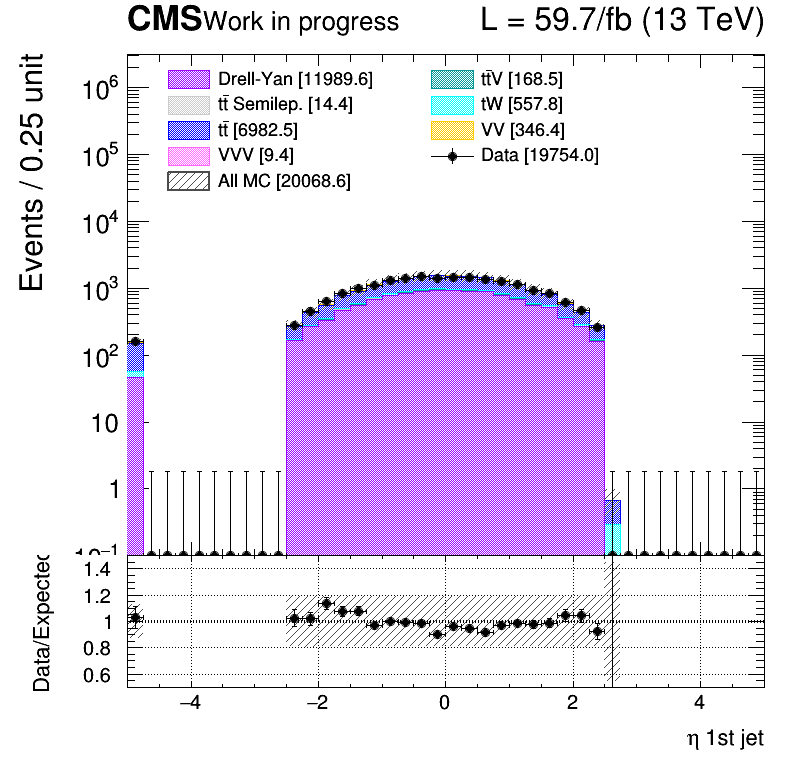 CMS Work in progress L = 59.7/fb (13 TeV)
Events / 0.25 unit
Drell-Yan [11989.6]
tt̄ Semilep. [14.4]
tt̄ [6982.5]
VVV [9.4]
All MC [20068.6]
tt̄V [168.5]
tW [557.8]
VV [346.4]
Data [19754.0]
10⁶
10⁵
10⁴
10³
10²
10
1
10⁻¹
Data/Expected
1.4
1.2
1
0.8
0.6
−4 −2 0 2 4
η 1st jet